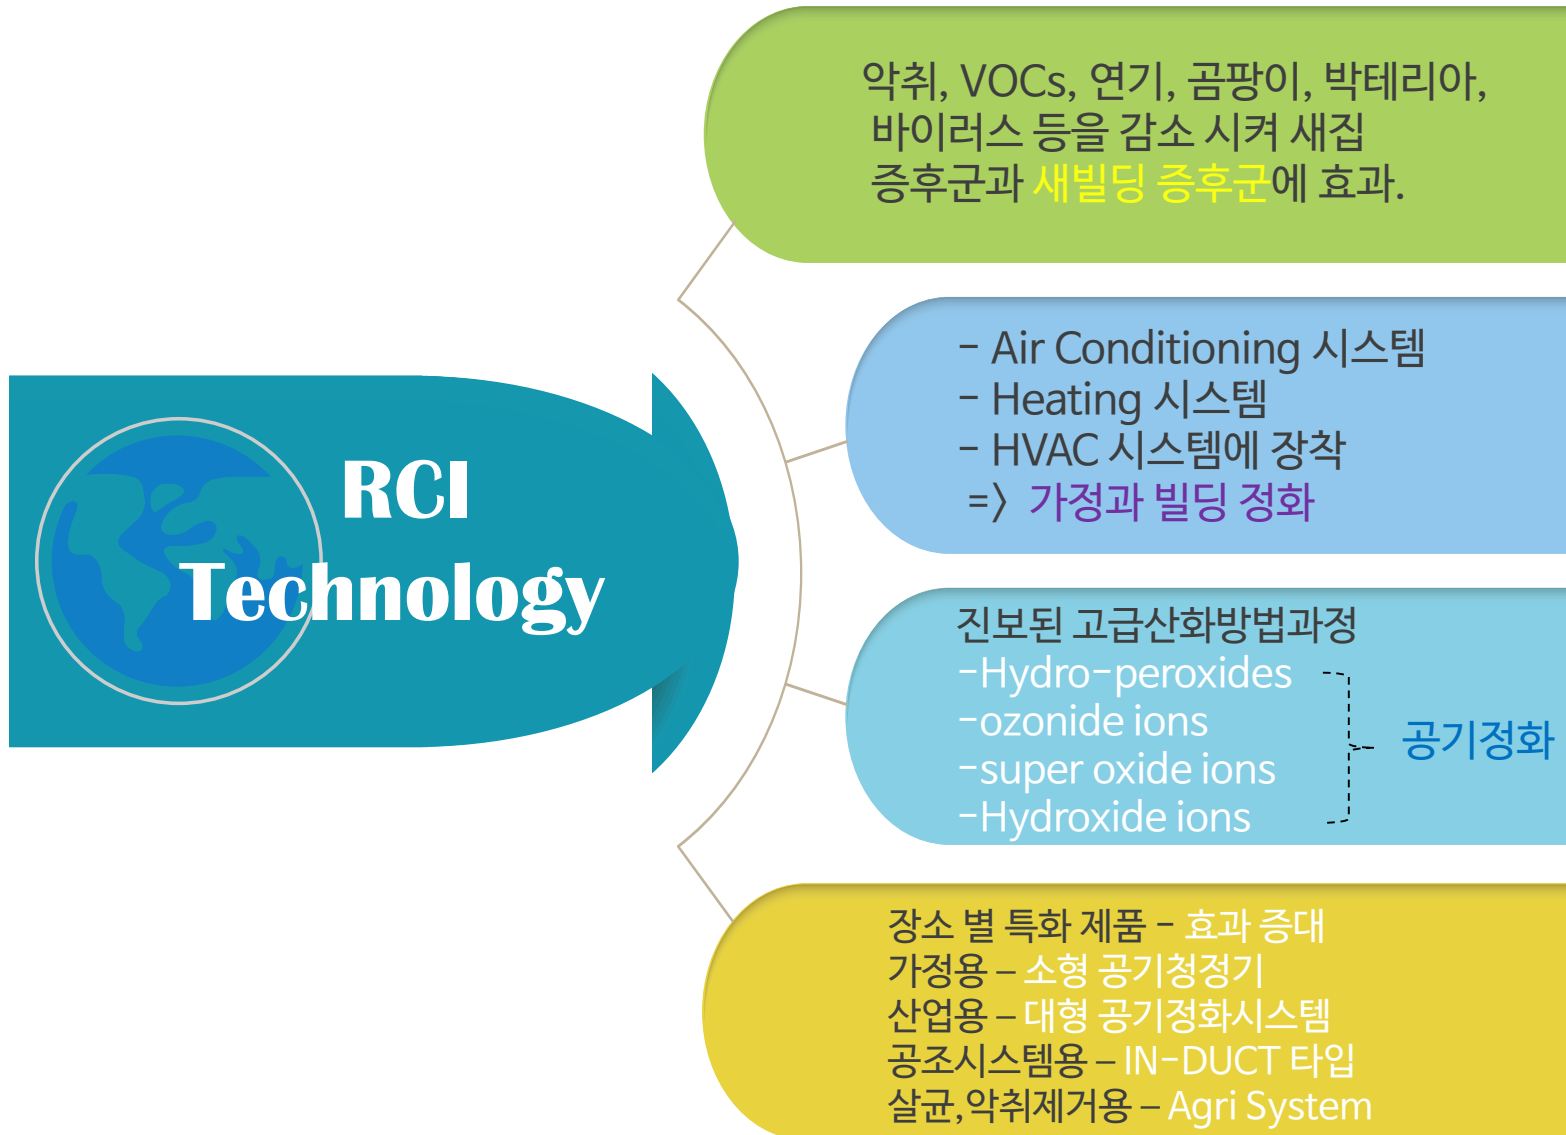 RCI
Technology
악취, VOCs, 연기, 곰팡이, 박테리아,
바이러스 등을 감소 시켜 새집
증후군과 새빌딩 증후군에 효과.
- Air Conditioning 시스템
- Heating 시스템
- HVAC 시스템에 장착
=〉 가정과 빌딩 정화
진보된 고급산화방법과정
-Hydro-peroxides
-ozonide ions
-super oxide ions
-Hydroxide ions
공기정화
장소 별 특화 제품 - 효과 증대
가정용 – 소형 공기청정기
산업용 – 대형 공기정화시스템
공조시스템용 – IN-DUCT 타입
살균,악취제거용 – Agri System